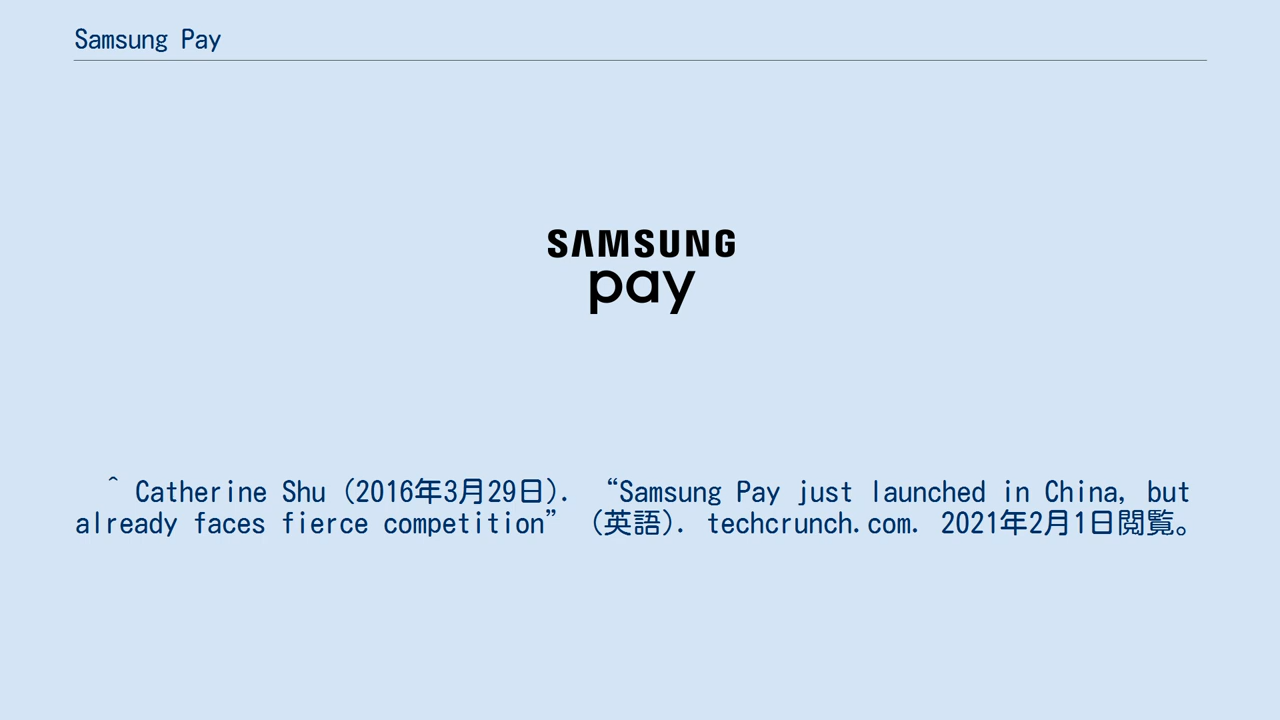 Samsung Pay
SAMSUNG
pay
^ Catherine Shu (2016年3月29日). “Samsung Pay just launched in China, but
already faces fierce competition” (英語). techcrunch.com. 2021年2月1日閲覧。